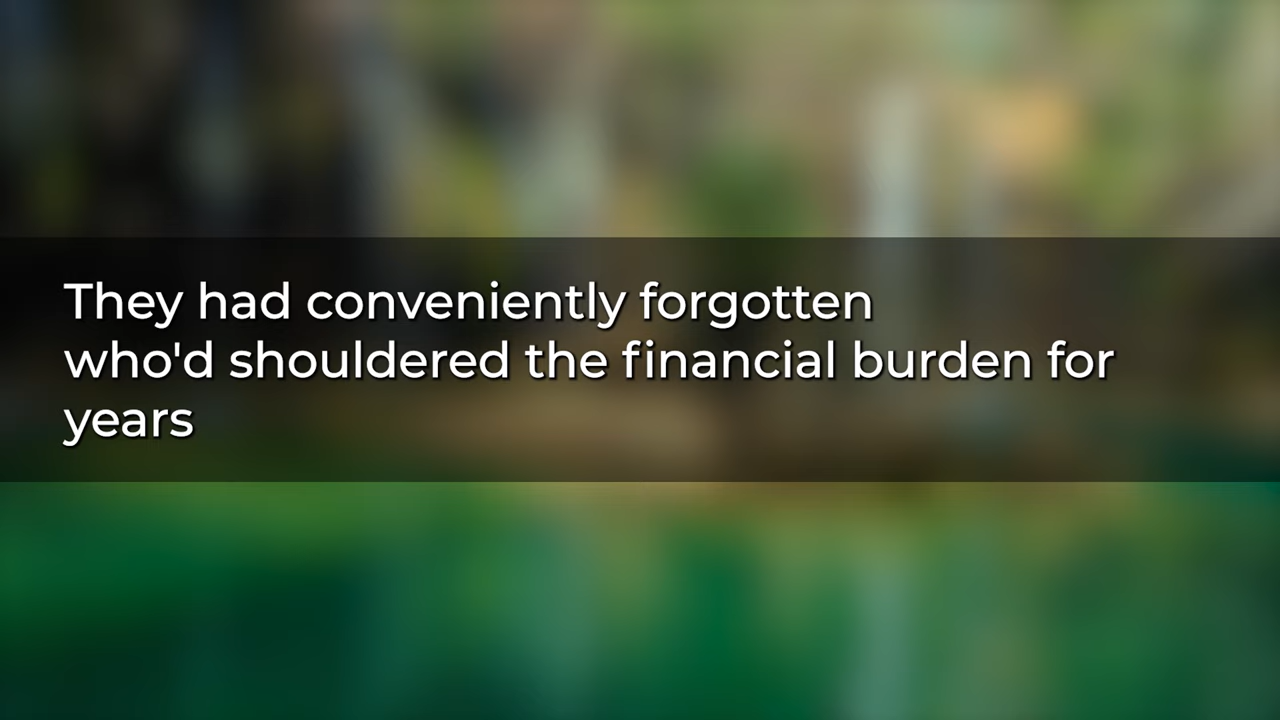 They had conveniently forgotten
who'd shouldered the financial burden for
years